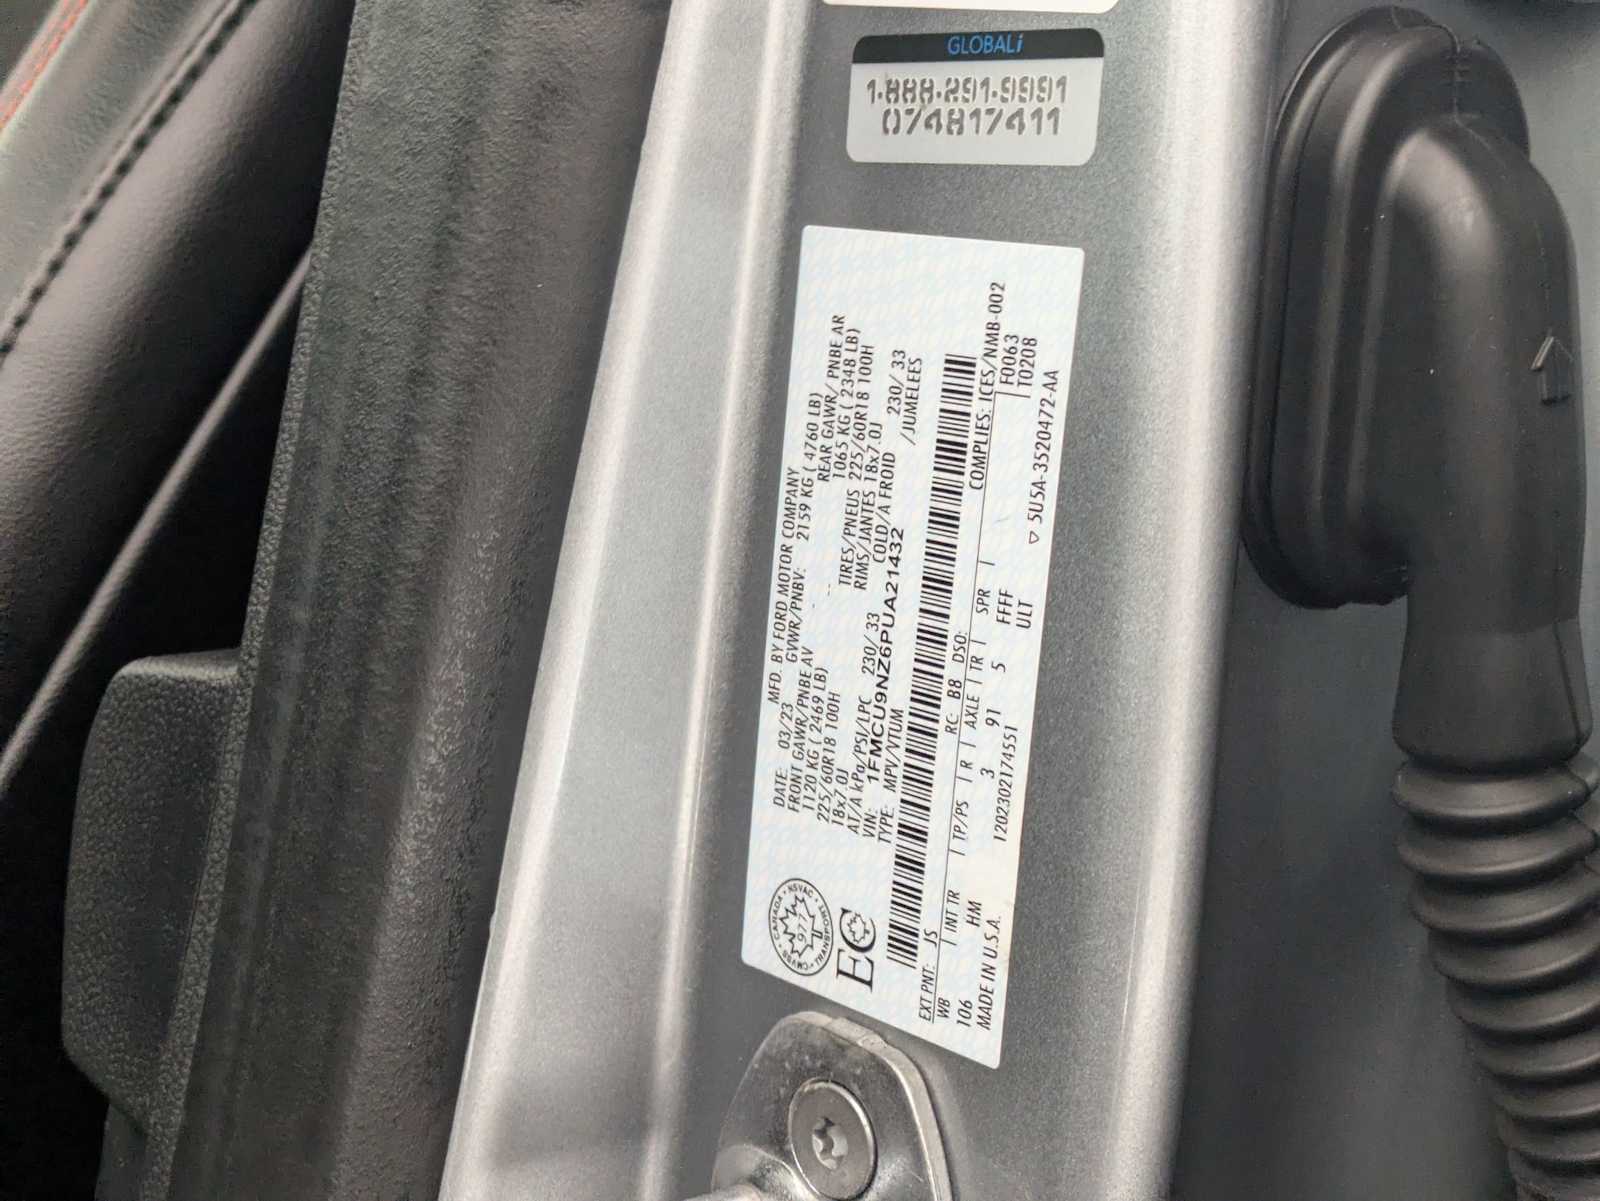 GLOBALi
1·888·291·9991
074817411
DATE: 03/23 MFD. BY FORD MOTOR COMPANY
GVWR/PNBV: 2159 KG ( 4760 LB)
FRONT GAWR/PNBE AV REAR GAWR/ PNBE AR
1120 KG ( 2469 LB) 1065 KG ( 2348 LB)
225/60R18 100H TIRES/PNEUS 225/60R18 100H
18x7.0J RIMS/JANTES 18x7.0J
AT/A kPa/PSI/LPC 230/ 33 COLD/A FROID 230/ 33
VIN: 1FMCU9NZ6PUA21432 /JUMELEES
TYPE: MPV/VTUM
CANADA · NSVAC · TRANSPORT · CMVSS
977
EC
EXT PNT: JS RC: B8 DSO: COMPLIES: ICES/NMB-002
WB | INT TR | TP/PS | R | AXLE | TR | SPR | F0063
106 HM 3 91 5 FFFF T0208
MADE IN U.S.A. ULT
1202302174551 ▽ 5U5A-3520472-AA